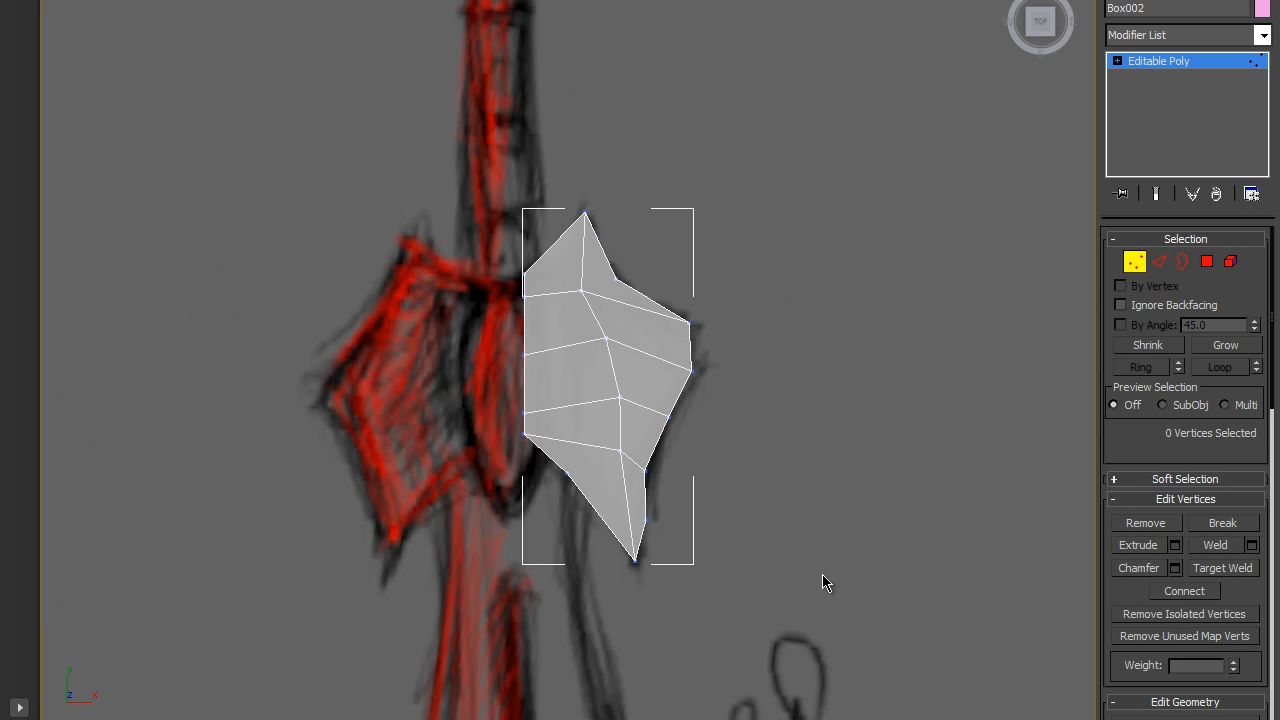 Box002
TOP
Modifier List
Editable Poly
Selection
By Vertex
Ignore Backfacing
By Angle: 45.0
Shrink Grow
Ring Loop
Preview Selection
Off SubObj Multi
0 Vertices Selected
Soft Selection
Edit Vertices
Remove Break
Extrude Weld
Chamfer Target Weld
Connect
Remove Isolated Vertices
Remove Unused Map Verts
Weight:
z x
Edit Geometry